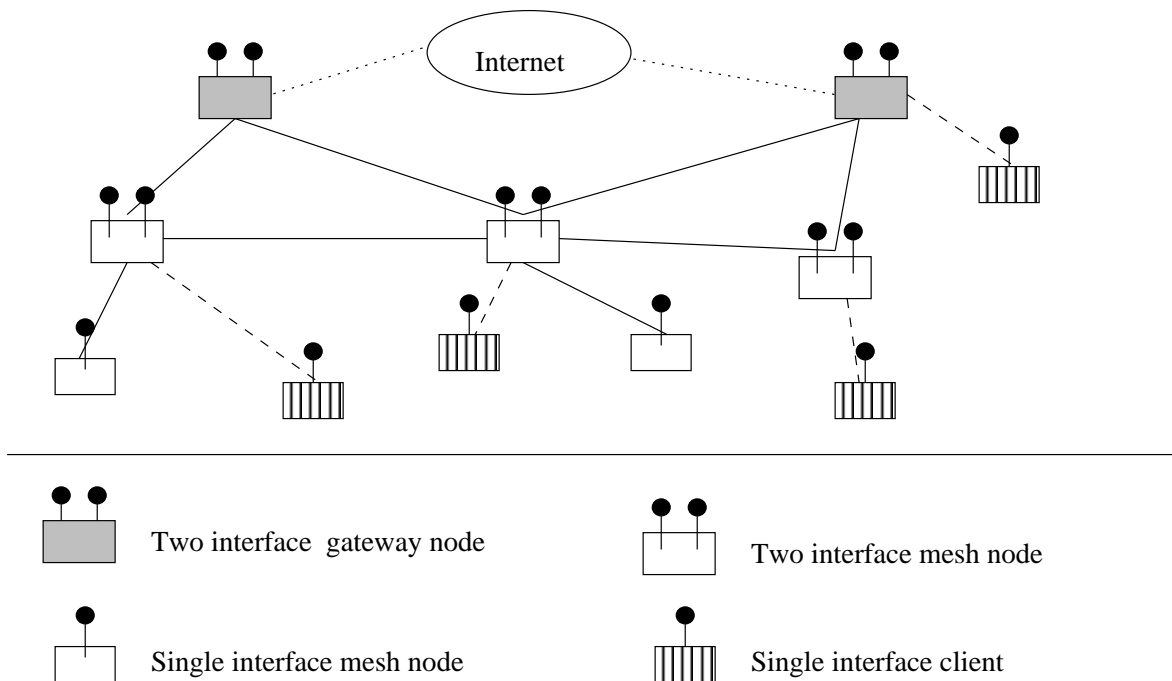 Internet
Two interface gateway node
Two interface mesh node
Single interface mesh node
Single interface client